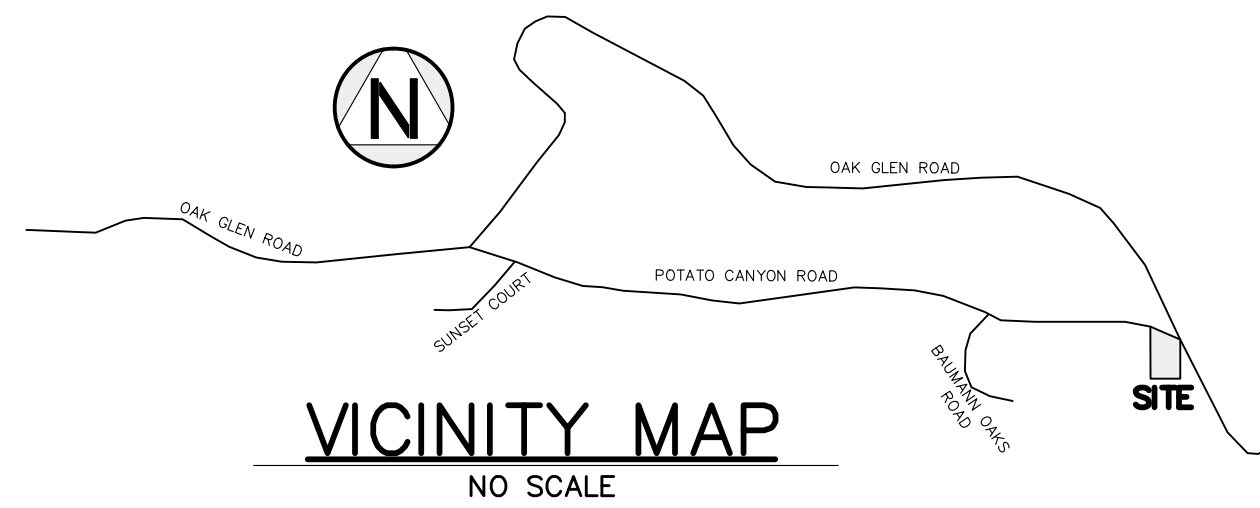 N
OAK GLEN ROAD
OAK GLEN ROAD
POTATO CANYON ROAD
SUNSET COURT
BAUMANN OAKS
ROAD
SITE
VICINITY MAP
NO SCALE